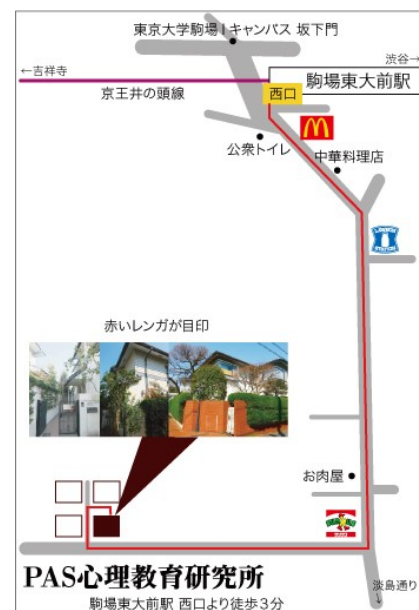 東京大学駒場Iキャンパス 坂下門
渋谷→
←吉祥寺
駒場東大前駅
京王井の頭線
西口
公衆トイレ
中華料理店
LAWSON
赤いレンガが目印
お肉屋
淡島通り
PAS心理教育研究所
駒場東大前駅 西口より徒歩3分